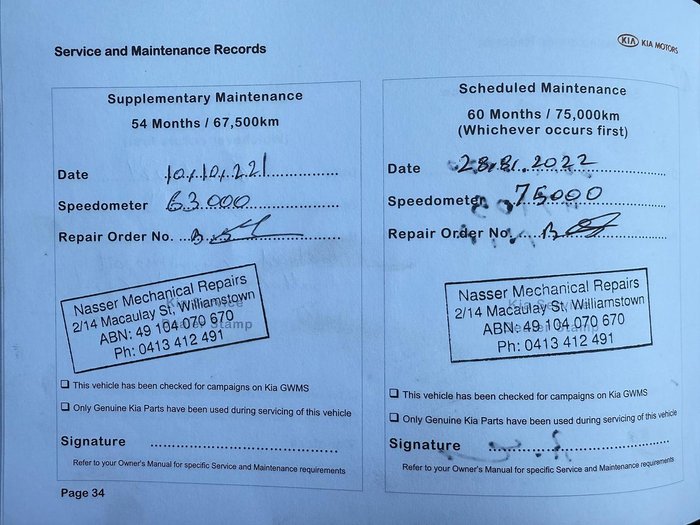 Service and Maintenance Records
KIA KIA MOTORS
Supplementary Maintenance
54 Months / 67,500km
Date
Speedometer 63.000
Repair Order No.
Nasser Mechanical Repairs
2/14 Macaulay St, Williamstown
ABN: 49 104 070 670
Ph: 0413 412 491
Stamp
❑ This vehicle has been checked for campaigns on Kia GWMS
❑ Only Genuine Kia Parts have been used during servicing of this vehicle
Signature
Refer to your Owner's Manual for specific Service and Maintenance requirements
Page 34
Scheduled Maintenance
60 Months / 75,000km
(Whichever occurs first)
Date 28.8.2022
Speedometer 75000
Repair Order No.
Nasser Mechanical Repairs
2/14 Macaulay St, Williamstown
ABN: 49 104 070 670
Ph: 0413 412 491
❑ This vehicle has been checked for campaigns on Kia GWMS
❑ Only Genuine Kia Parts have been used during servicing of this vehicle
Signature
Refer to your Owner's Manual for specific Service and Maintenance requirements